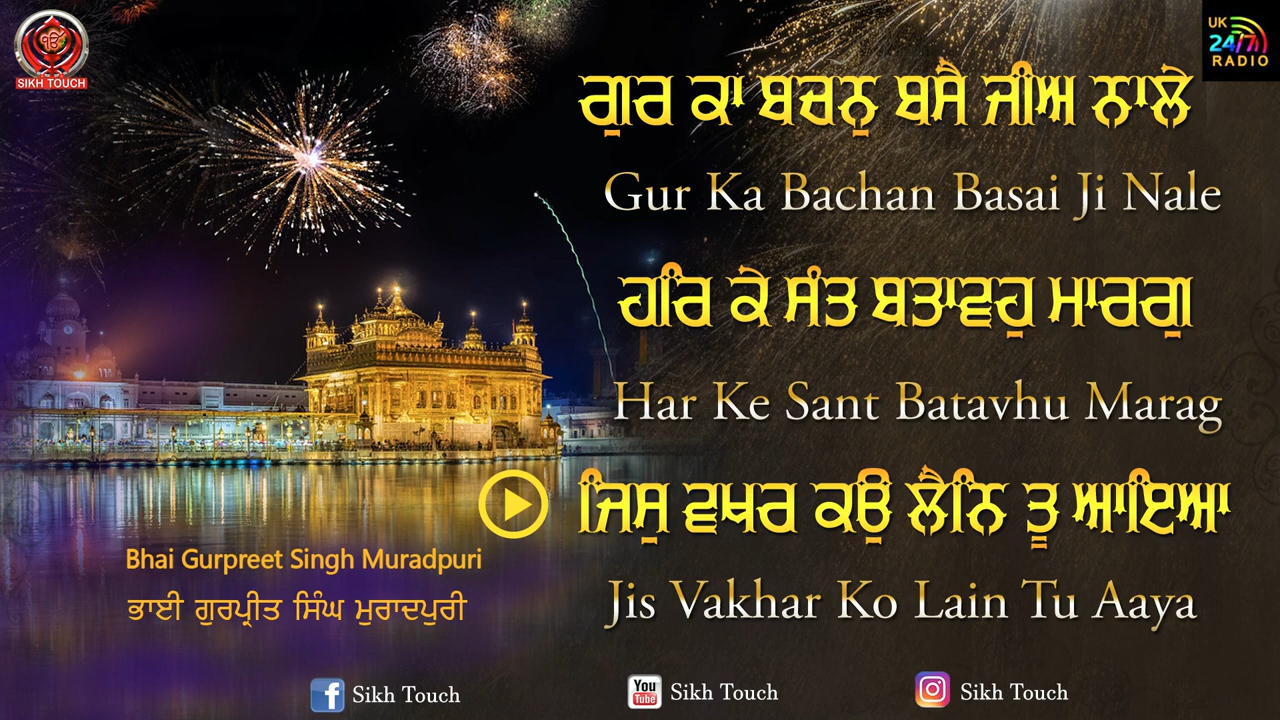 SIKH TOUCH
UK
24/7
RADIO
ਗੁਰ ਕਾ ਬਚਨੁ ਬਸੈ ਜੀਅ ਨਾਲੇ
Gur Ka Bachan Basai Ji Nale
ਹਰਿ ਕੇ ਸੰਤ ਬਤਾਵਹੁ ਮਾਰਗੁ
Har Ke Sant Batavhu Marag
ਜਿਸੁ ਵਖਰ ਕਉ ਲੈਨਿ ਤੂ ਆਇਆ
Jis Vakhar Ko Lain Tu Aaya
Bhai Gurpreet Singh Muradpuri
ਭਾਈ ਗੁਰਪ੍ਰੀਤ ਸਿੰਘ ਮੁਰਾਦਪੁਰੀ
f Sikh Touch
You Tube Sikh Touch
Sikh Touch